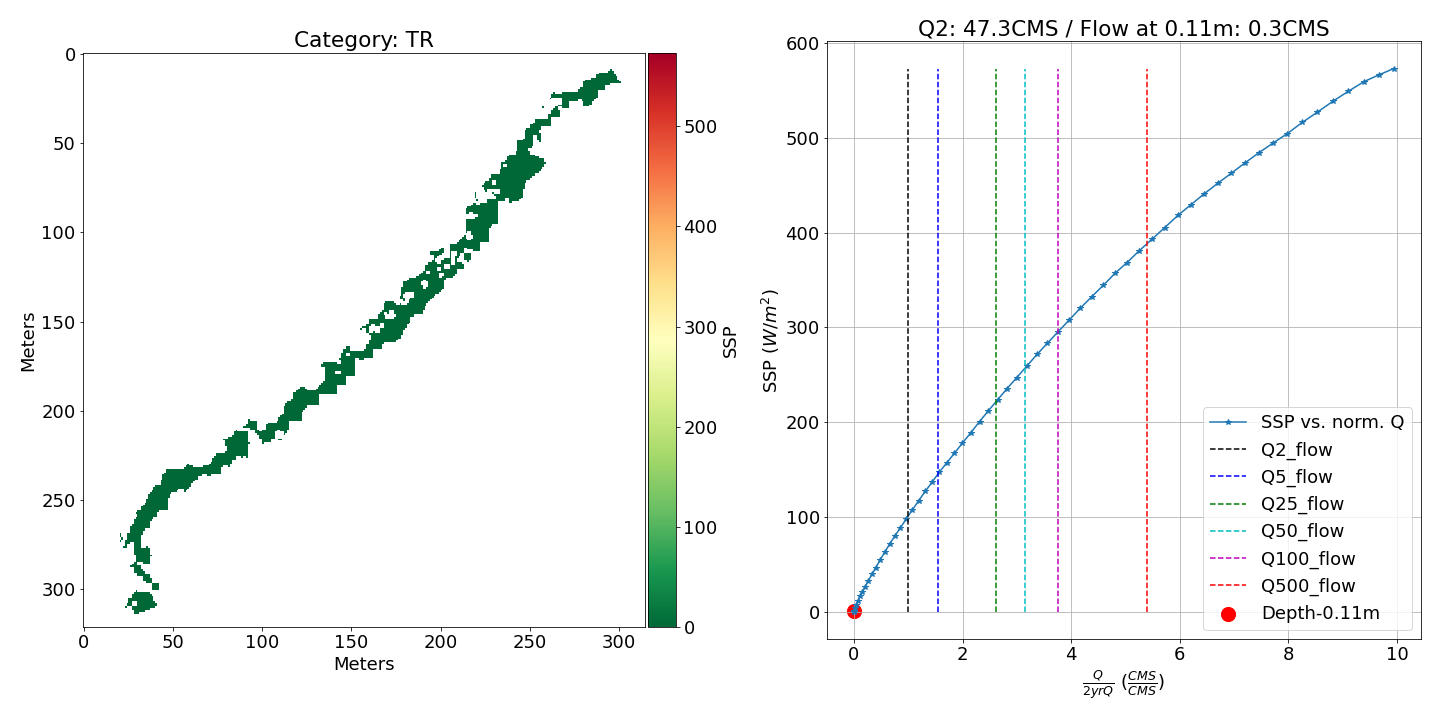 Category: TR
0
50
100
150
200
250
300
Meters
0
50
100
150
200
250
300
Meters
500
400
300
200
100
0
SSP
Q2: 47.3CMS / Flow at 0.11m: 0.3CMS
600
500
400
300
200
100
0
SSP (W/m²)
0
2
4
6
8
10
Q/2yrQ (CMS/CMS)
SSP vs. norm. Q
Q2_flow
Q5_flow
Q25_flow
Q50_flow
Q100_flow
Q500_flow
Depth-0.11m